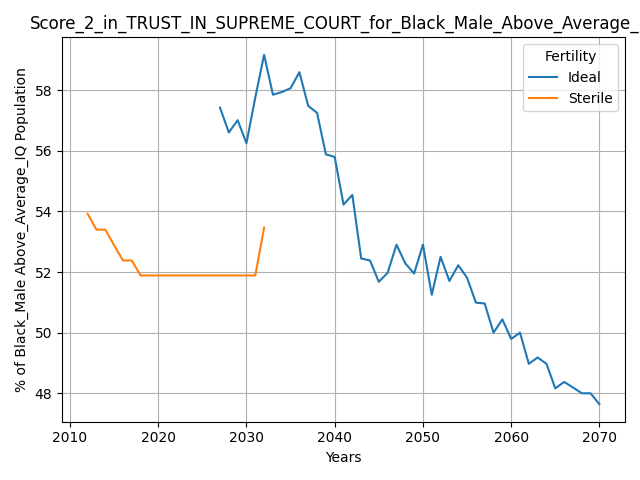 Score_2_in_TRUST_IN_SUPREME_COURT_for_Black_Male_Above_Average_
Fertility
Ideal
Sterile
% of Black_Male Above_Average_IQ Population
58
56
54
52
50
48
2010 2020 2030 2040 2050 2060 2070
Years